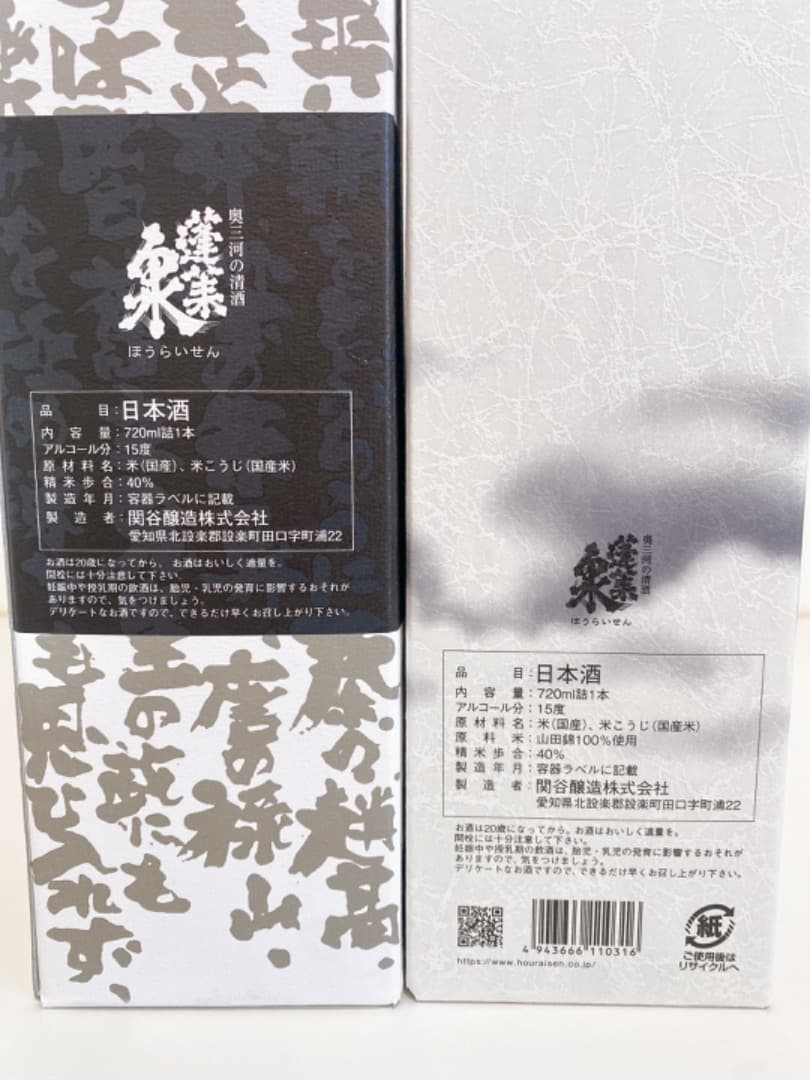 奥三河の清酒
蓬莱泉
ほうらいせん
品目：日本酒
内容量：720ml詰1本
アルコール分：15度
原材料名：米(国産)、米こうじ(国産米)
精米歩合：40%
製造年月：容器ラベルに記載
製造者：関谷醸造株式会社
愛知県北設楽郡設楽町田口字町浦22
お酒は20歳になってから。お酒はおいしく適量を。
開栓には十分注意して下さい。
妊娠中や授乳期の飲酒は、胎児・乳児の発育に影響するおそれが
ありますので、気をつけましょう。
デリケートなお酒ですので、できるだけ早くお召し上がり下さい。
秦の趙高、
唐の禄山、
奥三河の清酒
蓬莱泉
ほうらいせん
品目：日本酒
内容量：720ml詰1本
アルコール分：15度
原材料名：米(国産)、米こうじ(国産米)
原料米：山田錦100%使用
精米歩合：40%
製造年月：容器ラベルに記載
製造者：関谷醸造株式会社
愛知県北設楽郡設楽町田口字町浦22
お酒は20歳になってから。お酒はおいしく適量を。
開栓には十分注意して下さい。
妊娠中や授乳期の飲酒は、胎児・乳児の発育に影響するおそれが
ありますので、気をつけましょう。
デリケートなお酒ですので、できるだけ早くお召し上がり下さい。
4 943666 110316
https://www.houraisen.co.jp/
紙
ご使用後は
リサイクルへ